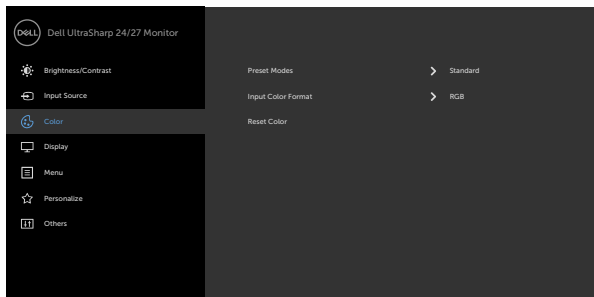 DELL
Dell UltraSharp 24/27 Monitor
Brightness/Contrast
Preset Modes
Standard
Input Source
Input Color Format
RGB
Color
Reset Color
Display
Menu
Personalize
Others